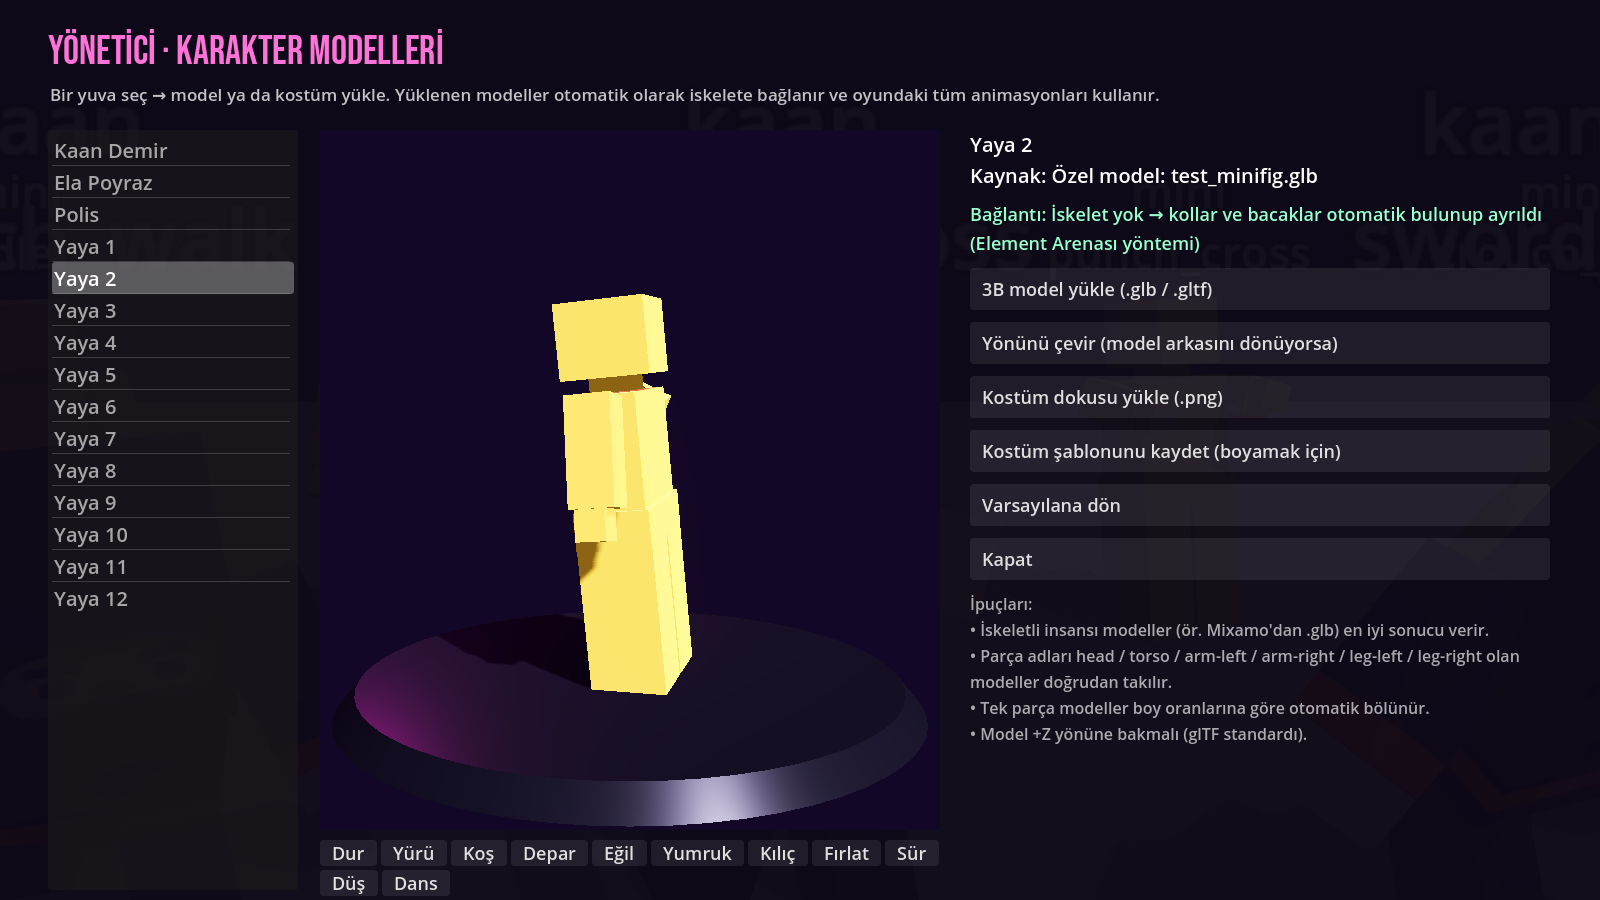 YÖNETİCİ · KARAKTER MODELLERİ
Bir yuva seç → model ya da kostüm yükle. Yüklenen modeller otomatik olarak iskelete bağlanır ve oyundaki tüm animasyonları kullanır.
Kaan Demir
Ela Poyraz
Polis
Yaya 1
Yaya 2
Yaya 3
Yaya 4
Yaya 5
Yaya 6
Yaya 7
Yaya 8
Yaya 9
Yaya 10
Yaya 11
Yaya 12
Dur
Yürü
Koş
Depar
Eğil
Yumruk
Kılıç
Fırlat
Sür
Düş
Dans
Yaya 2
Kaynak: Özel model: test_minifig.glb
Bağlantı: İskelet yok → kollar ve bacaklar otomatik bulunup ayrıldı
(Element Arenası yöntemi)
3B model yükle (.glb / .gltf)
Yönünü çevir (model arkasını dönüyorsa)
Kostüm dokusu yükle (.png)
Kostüm şablonunu kaydet (boyamak için)
Varsayılana dön
Kapat
İpuçları:
• İskeletli insansı modeller (ör. Mixamo'dan .glb) en iyi sonucu verir.
• Parça adları head / torso / arm-left / arm-right / leg-left / leg-right olan
modeller doğrudan takılır.
• Tek parça modeller boy oranlarına göre otomatik bölünür.
• Model +Z yönüne bakmalı (glTF standardı).